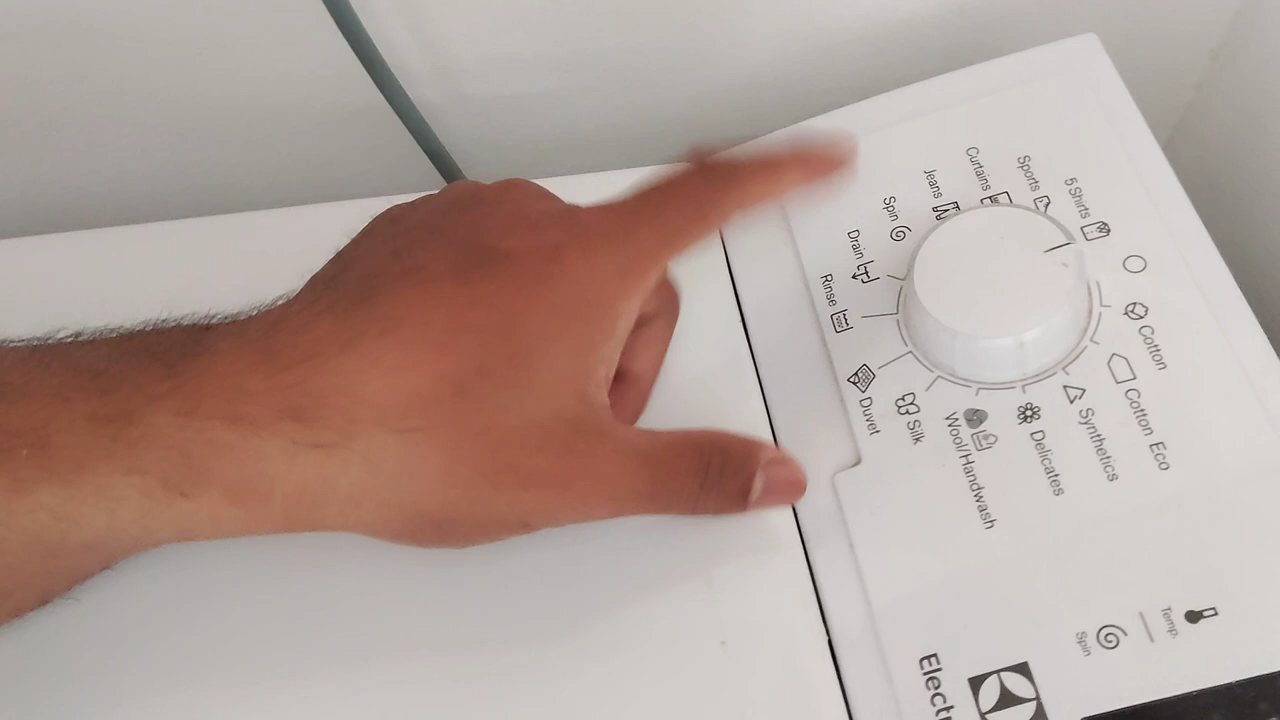 5 Shirts
Sports
Curtains
Jeans
Spin
Drain
Rinse
Duvet
Silk
Wool/Handwash
Delicates
Synthetics
Cotton Eco
Cotton
Temp.
Spin
Electr